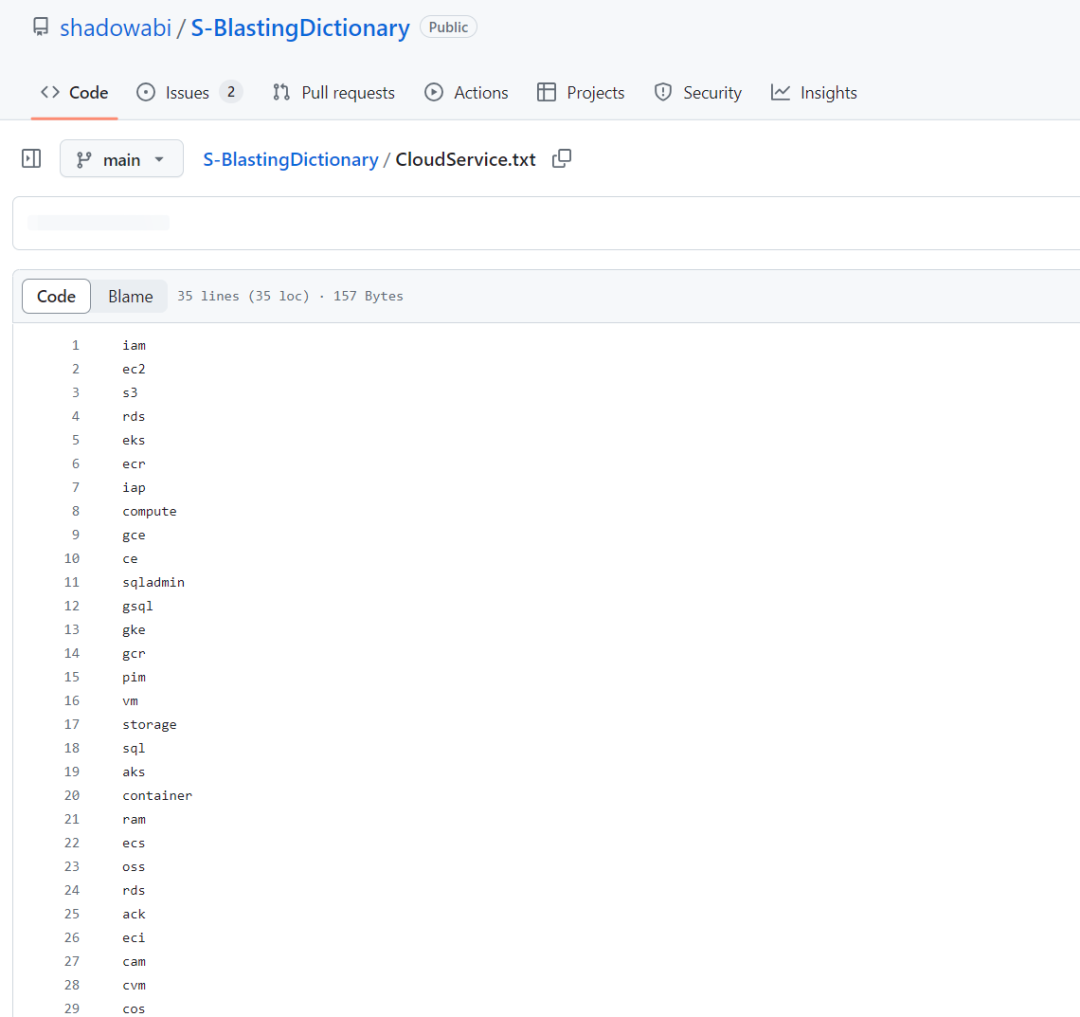 shadowabi / S-BlastingDictionary Public
Code Issues 2 Pull requests Actions Projects Security Insights
main S-BlastingDictionary / CloudService.txt
Code Blame 35 lines (35 loc) · 157 Bytes
1 iam
2 ec2
3 s3
4 rds
5 eks
6 ecr
7 iap
8 compute
9 gce
10 ce
11 sqladmin
12 gsql
13 gke
14 gcr
15 pim
16 vm
17 storage
18 sql
19 aks
20 container
21 ram
22 ecs
23 oss
24 rds
25 ack
26 eci
27 cam
28 cvm
29 cos